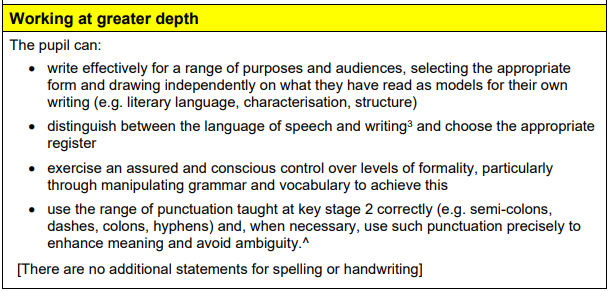 Working at greater depth
The pupil can:
• write effectively for a range of purposes and audiences, selecting the appropriate
form and drawing independently on what they have read as models for their own
writing (e.g. literary language, characterisation, structure)
• distinguish between the language of speech and writing³ and choose the appropriate
register
• exercise an assured and conscious control over levels of formality, particularly
through manipulating grammar and vocabulary to achieve this
• use the range of punctuation taught at key stage 2 correctly (e.g. semi-colons,
dashes, colons, hyphens) and, when necessary, use such punctuation precisely to
enhance meaning and avoid ambiguity.^
[There are no additional statements for spelling or handwriting]